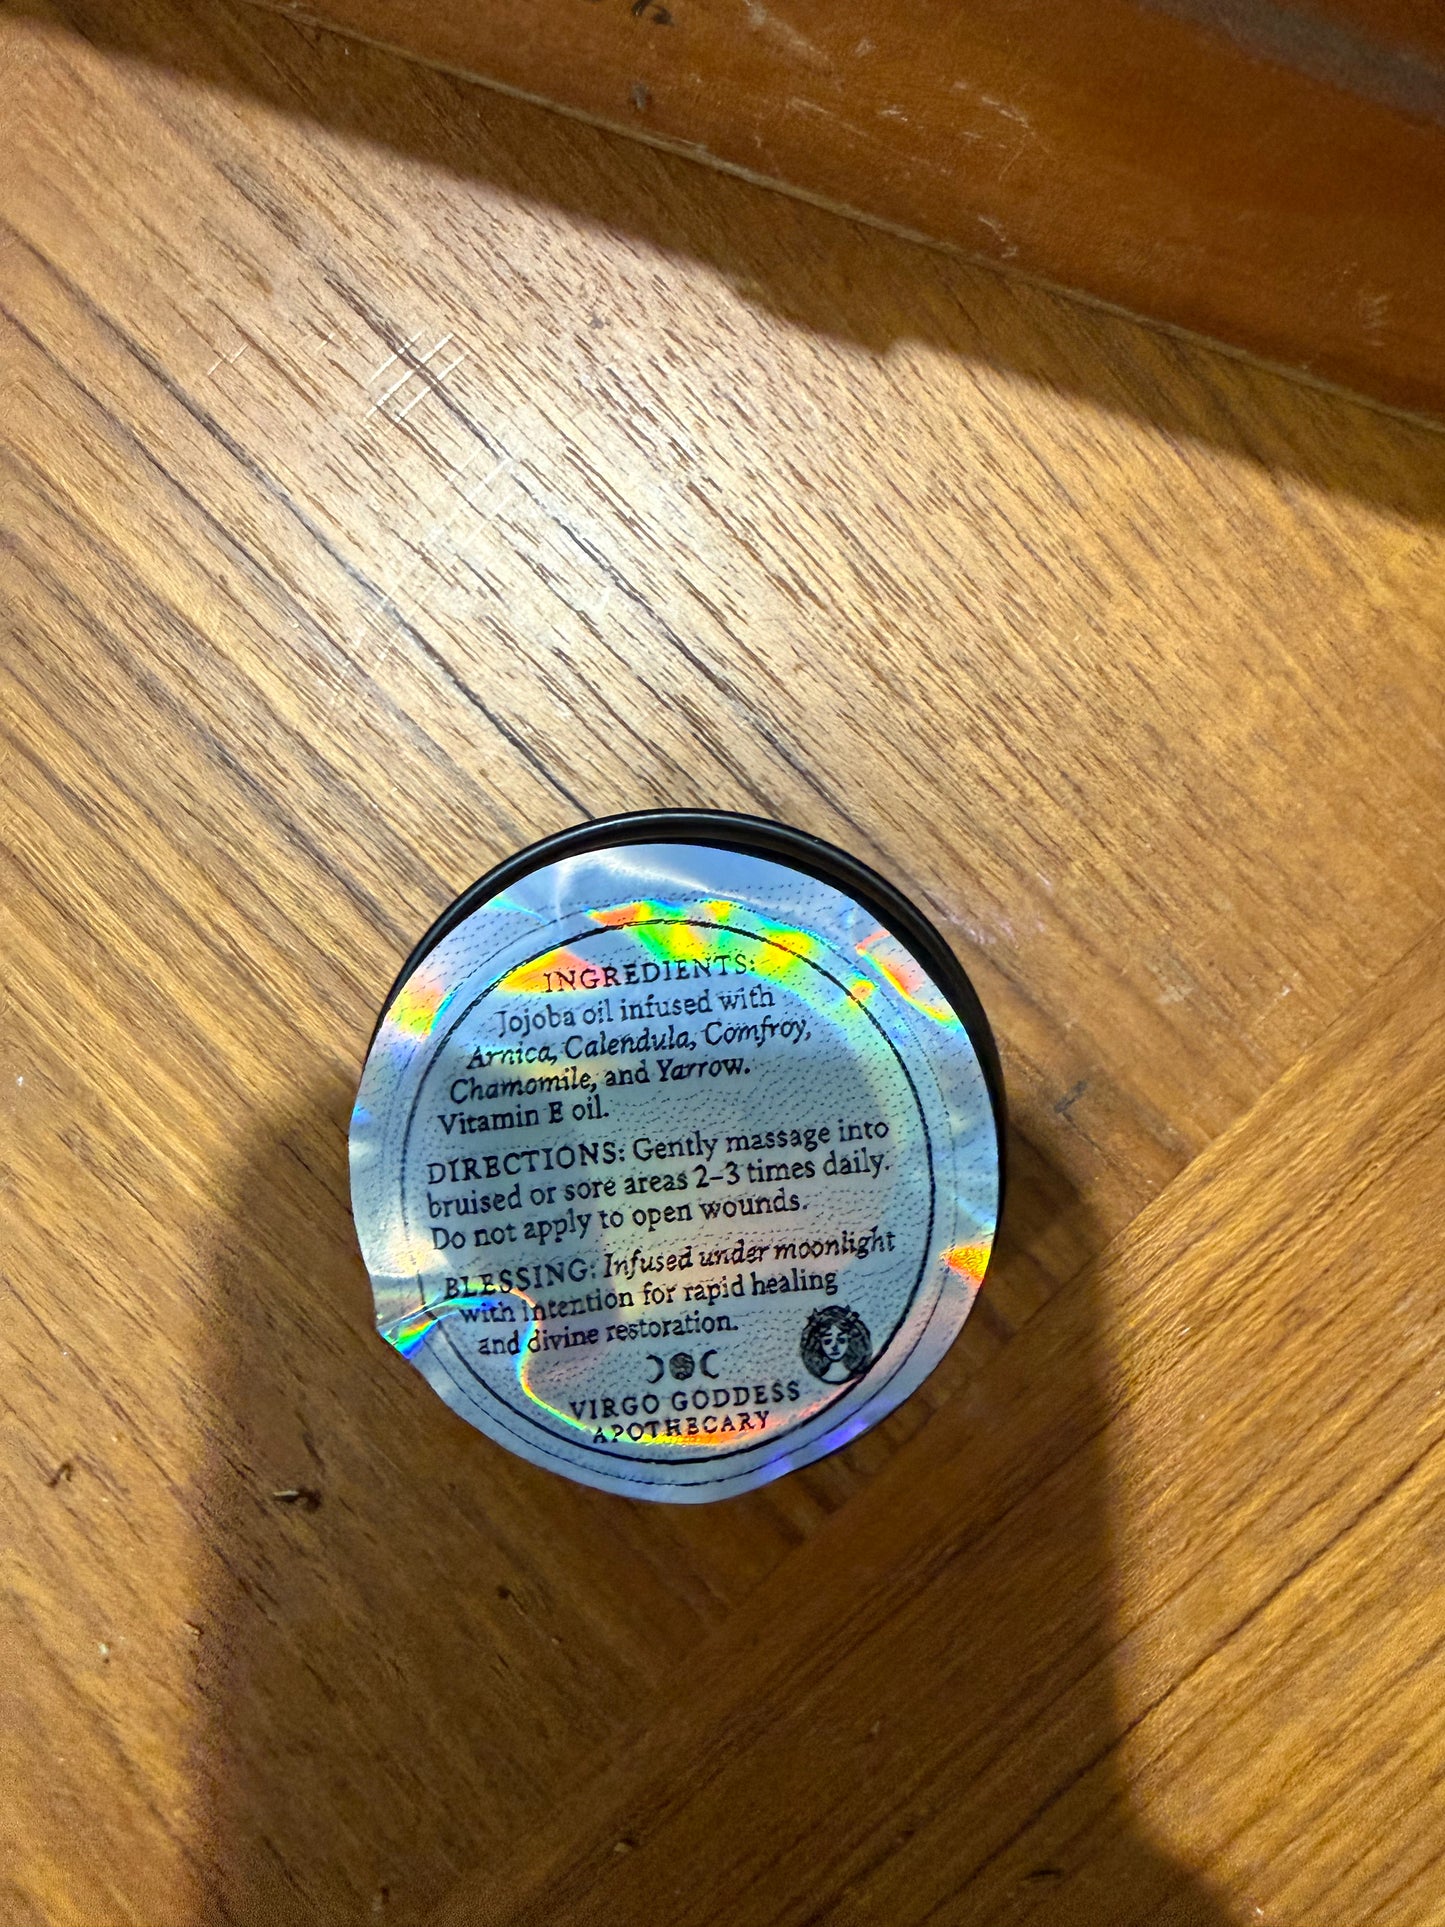 INGREDIENTS:
Jojoba oil infused with
Arnica, Calendula, Comfroy,
Chamomile, and Yarrow.
Vitamin E oil.
DIRECTIONS: Gently massage into
bruised or sore areas 2–3 times daily.
Do not apply to open wounds.
BLESSING: Infused under moonlight
with intention for rapid healing
and divine restoration.
VIRGO GODDESS
APOTHECARY